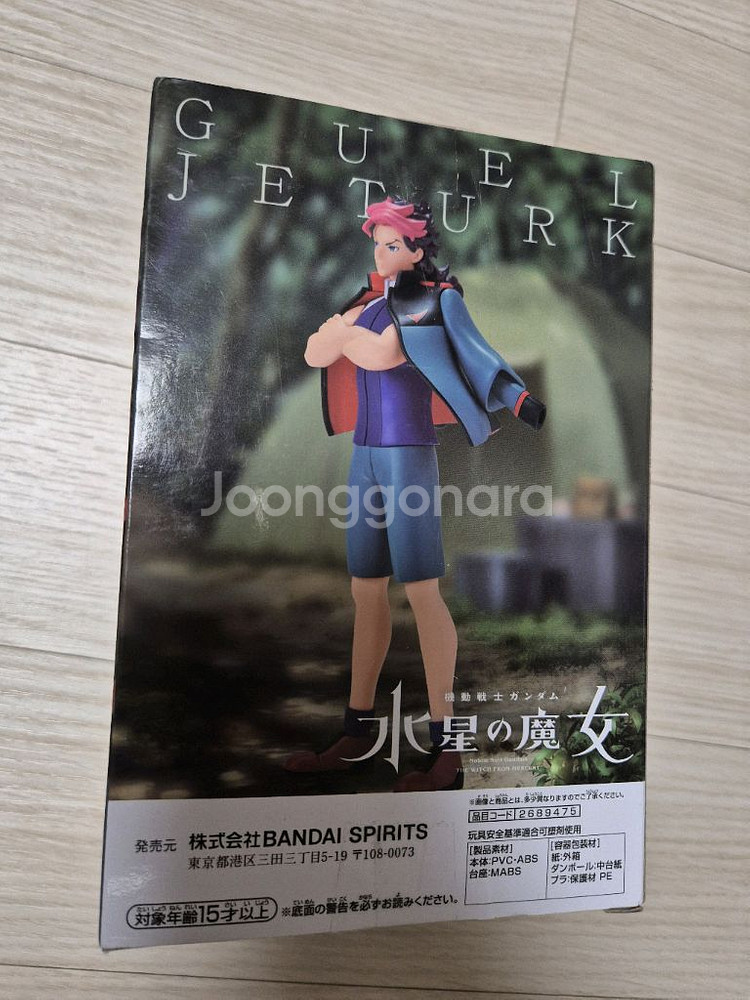 GUEL
JETURK
Joonggonara
機動戦士ガンダム
水星の魔女
Mobile Suit Gundam
THE WITCH FROM MERCURY
※画像と商品とは、多少異なりますのでご了承ください。
品目コード 2689475
玩具安全基準適合可塑剤使用
発売元 株式会社BANDAI SPIRITS
東京都港区三田三丁目5-19 〒108-0073
[製品素材]
本体:PVC・ABS
台座:MABS
[容器包装材]
紙:外箱
ダンボール:中台紙
プラ:保護材 PE
対象年齢15才以上
※底面の警告を必ずお読みください。